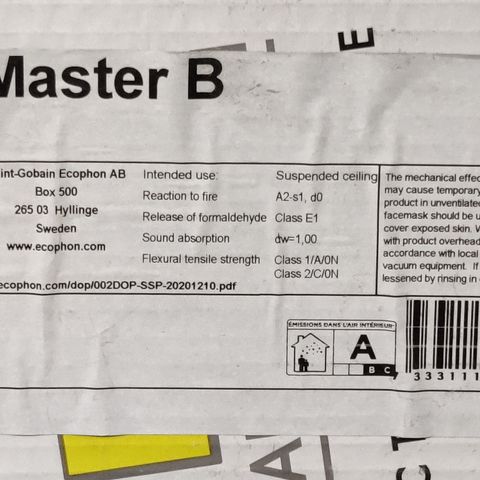 Master B
int-Gobain Ecophon AB
Box 500
265 03 Hyllinge
Sweden
www.ecophon.com
Intended use: Suspended ceiling
Reaction to fire A2-s1, d0
Release of formaldehyde Class E1
Sound absorption dw=1,00
Flexural tensile strength Class 1/A/0N
Class 2/C/0N
ecophon.com/dop/002DOP-SSP-20201210.pdf
The mechanical effec
may cause temporary
product in unventilated
facemask should be u
cover exposed skin. V
with product overhead
accordance with local
vacuum equipment. If
lessened by rinsing in
ÉMISSIONS DANS L'AIR INTÉRIEUR
A
B C
7 333111
E
A
CT